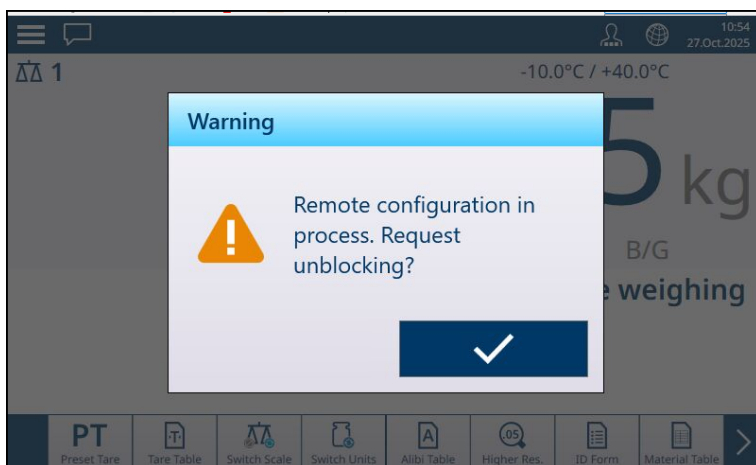 10:54
27.Oct.2025
1
-10.0°C / +40.0°C
Warning
5 kg
Remote configuration in
process. Request
unblocking?
B/G
weighing
PT
Preset Tare
T
Tare Table
Switch Scale
Switch Units
A
Alibi Table
.05
Higher Res.
ID Form
Material Table